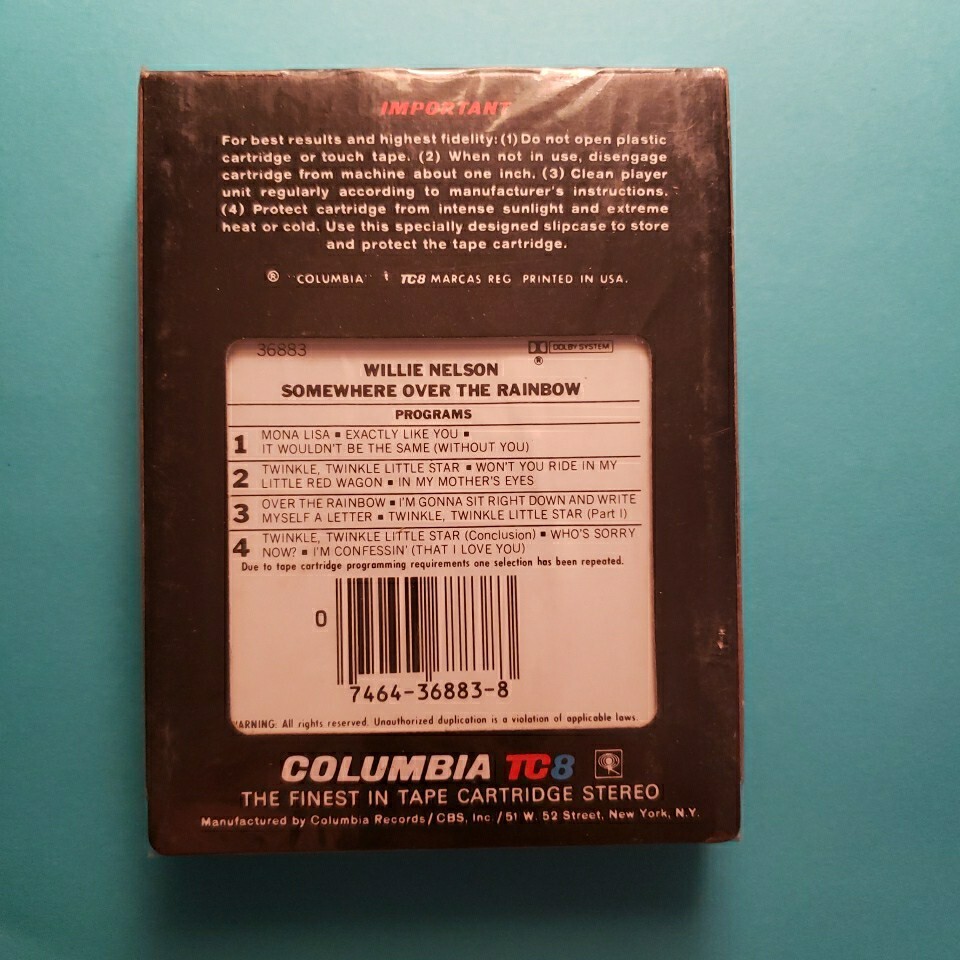 IMPORTANT
For best results and highest fidelity: (1) Do not open plastic
cartridge or touch tape. (2) When not in use, disengage
cartridge from machine about one inch. (3) Clean player
unit regularly according to manufacturer's instructions.
(4) Protect cartridge from intense sunlight and extreme
heat or cold. Use this specially designed slipcase to store
and protect the tape cartridge.
® "COLUMBIA" TC8 MARCAS REG PRINTED IN USA.
36883 DOLBY SYSTEM
®
WILLIE NELSON
SOMEWHERE OVER THE RAINBOW
PROGRAMS
1 MONA LISA ▪ EXACTLY LIKE YOU ▪
IT WOULDN'T BE THE SAME (WITHOUT YOU)
2 TWINKLE, TWINKLE LITTLE STAR ▪ WON'T YOU RIDE IN MY
LITTLE RED WAGON ▪ IN MY MOTHER'S EYES
3 OVER THE RAINBOW ▪ I'M GONNA SIT RIGHT DOWN AND WRITE
MYSELF A LETTER ▪ TWINKLE, TWINKLE LITTLE STAR (Part I)
4 TWINKLE, TWINKLE LITTLE STAR (Conclusion) ▪ WHO'S SORRY
NOW? ▪ I'M CONFESSIN' (THAT I LOVE YOU)
Due to tape cartridge programming requirements one selection has been repeated.
0
7464-36883-8
WARNING: All rights reserved. Unauthorized duplication is a violation of applicable laws.
COLUMBIA TC8
THE FINEST IN TAPE CARTRIDGE STEREO
Manufactured by Columbia Records/CBS, Inc./51 W. 52 Street, New York, N.Y.